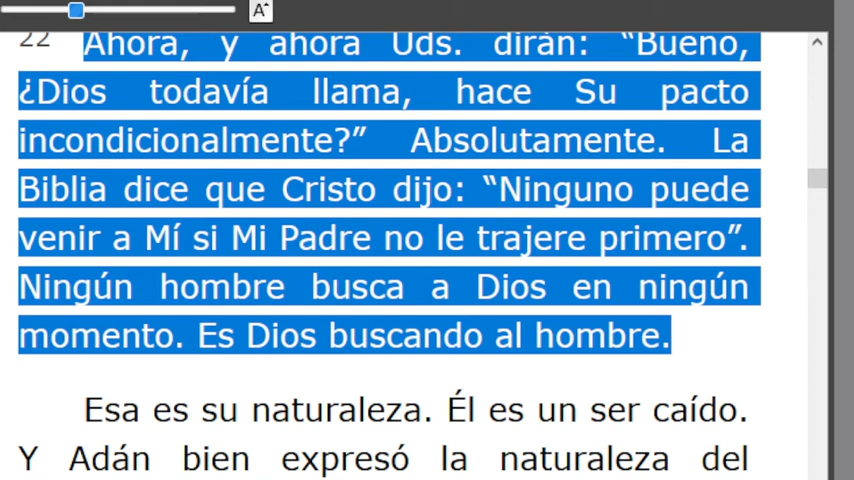 A
22 Ahora, y ahora Uds. dirán: “Bueno,
¿Dios todavía llama, hace Su pacto
incondicionalmente?” Absolutamente. La
Biblia dice que Cristo dijo: “Ninguno puede
venir a Mí si Mi Padre no le trajere primero”.
Ningún hombre busca a Dios en ningún
momento. Es Dios buscando al hombre.
Esa es su naturaleza. Él es un ser caído.
Y Adán bien expresó la naturaleza del